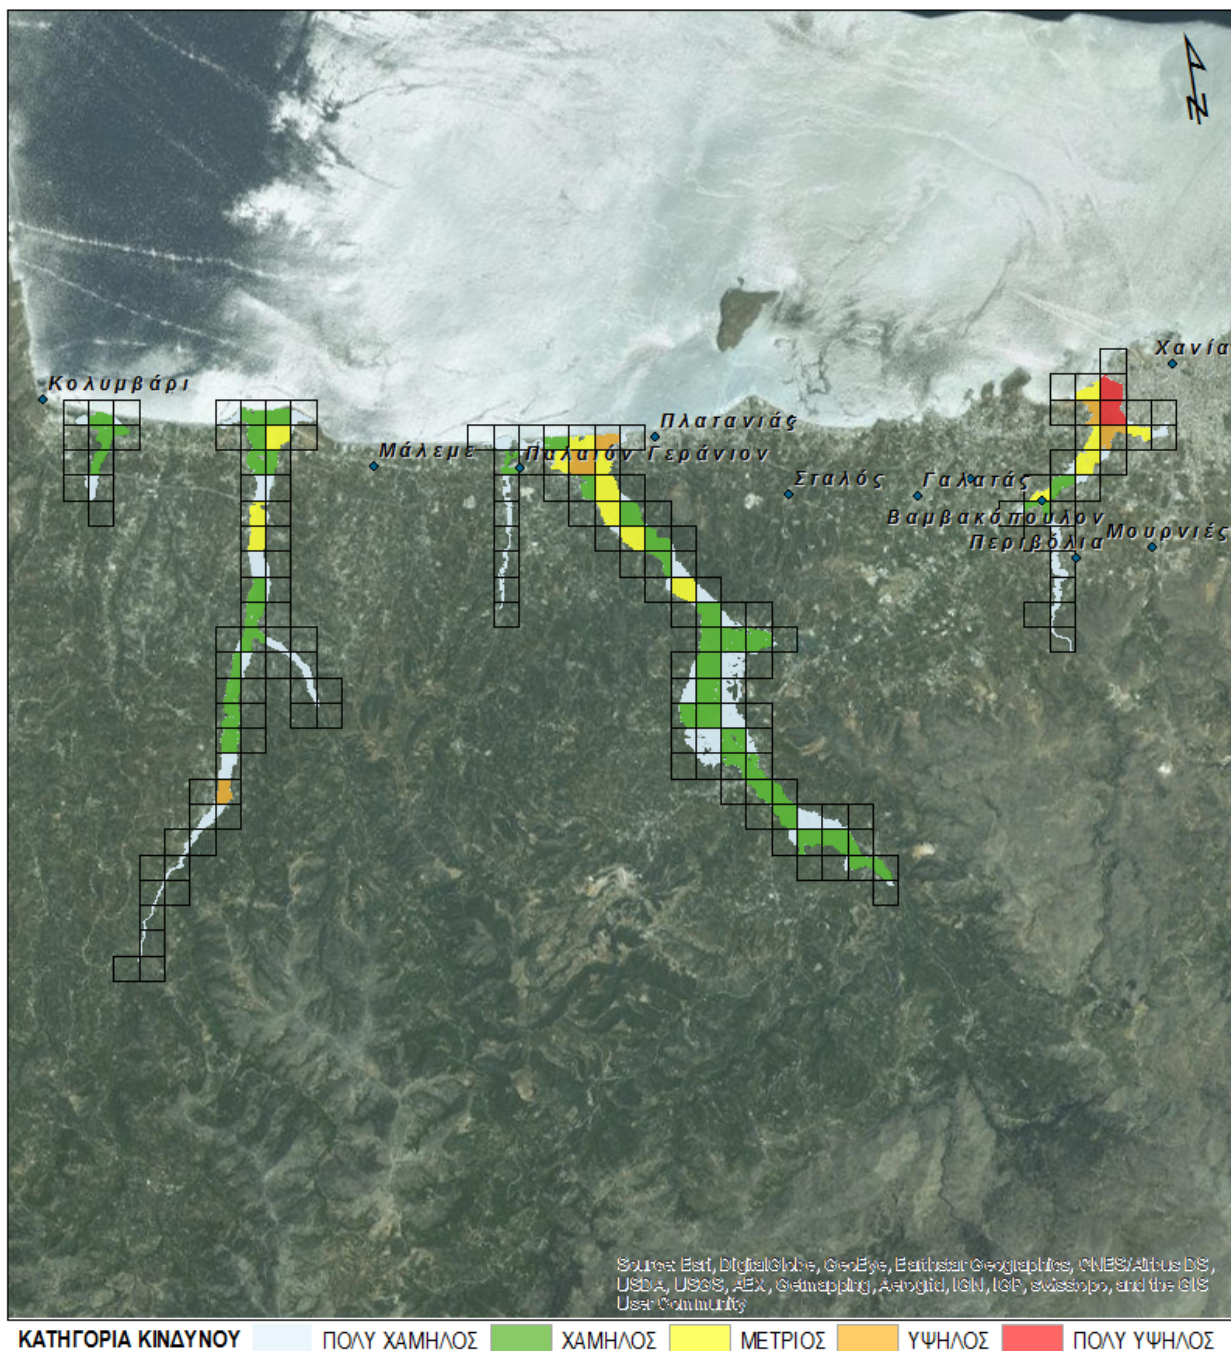 N
Χανιά
Κολυμβάρι
Πλατανιάς
Μάλεμε
Παλαιόν Γεράνιον
Σταλός
Γαλατάς
Βαμβακόπουλον
Περιβόλια
Μουρνιές
Source: Esri, DigitalGlobe, GeoEye, Earthstar Geographics, CNES/Airbus DS,
USDA, USGS, AEX, Getmapping, Aerogrid, IGN, IGP, swisstopo, and the GIS
User Community
ΚΑΤΗΓΟΡΙΑ ΚΙΝΔΥΝΟΥ ΠΟΛΥ ΧΑΜΗΛΟΣ ΧΑΜΗΛΟΣ ΜΕΤΡΙΟΣ ΥΨΗΛΟΣ ΠΟΛΥ ΥΨΗΛΟΣ